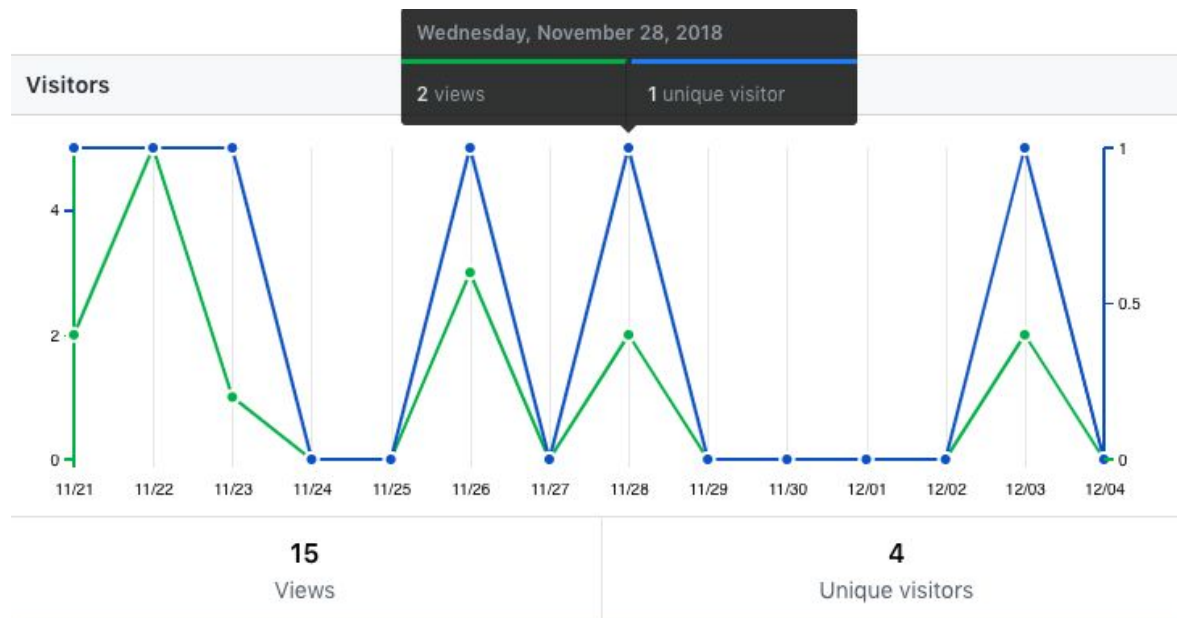 Wednesday, November 28, 2018
2 views 1 unique visitor
Visitors
4
2
0
1
0.5
0
11/21 11/22 11/23 11/24 11/25 11/26 11/27 11/28 11/29 11/30 12/01 12/02 12/03 12/04
15 4
Views Unique visitors